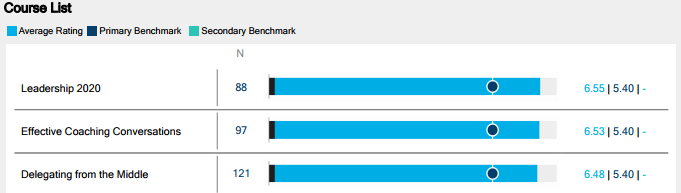 Course List
Average Rating Primary Benchmark Secondary Benchmark
N
Leadership 2020 88 6.55 | 5.40 | -
Effective Coaching Conversations 97 6.53 | 5.40 | -
Delegating from the Middle 121 6.48 | 5.40 | -